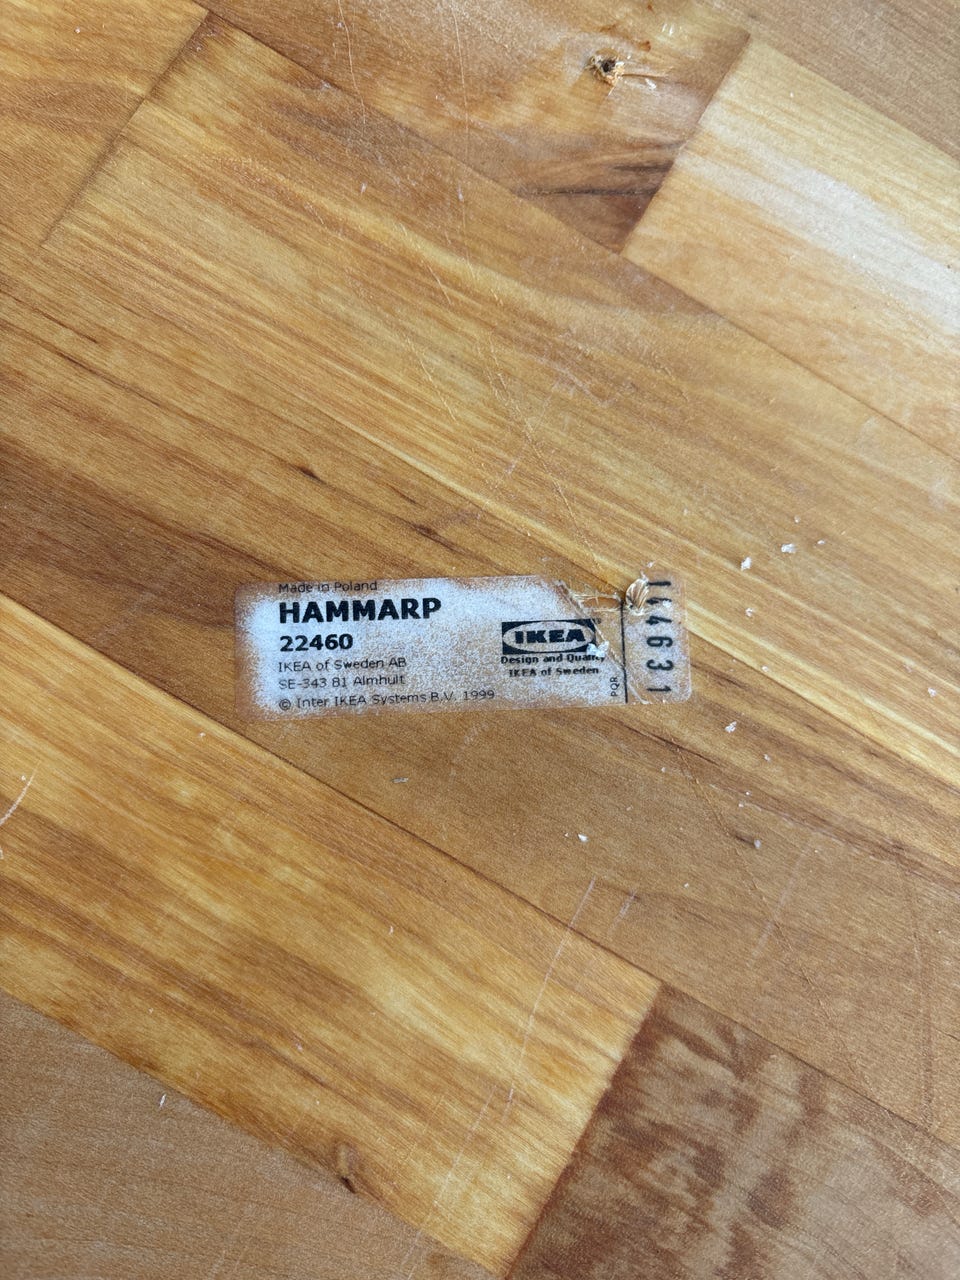 Made in Poland
HAMMARP
22460
IKEA of Sweden AB
SE-343 81 Almhult
© Inter IKEA Systems B.V. 1999
IKEA
Design and Quality
IKEA of Sweden
PQR
144631